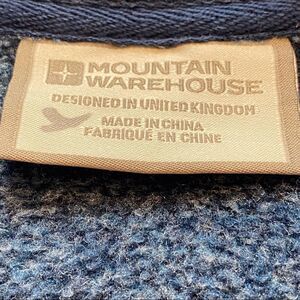 MOUNTAIN
WAREHOUSE
DESIGNED IN UNITED KINGDOM
MADE IN CHINA
FABRIQUÉ EN CHINE